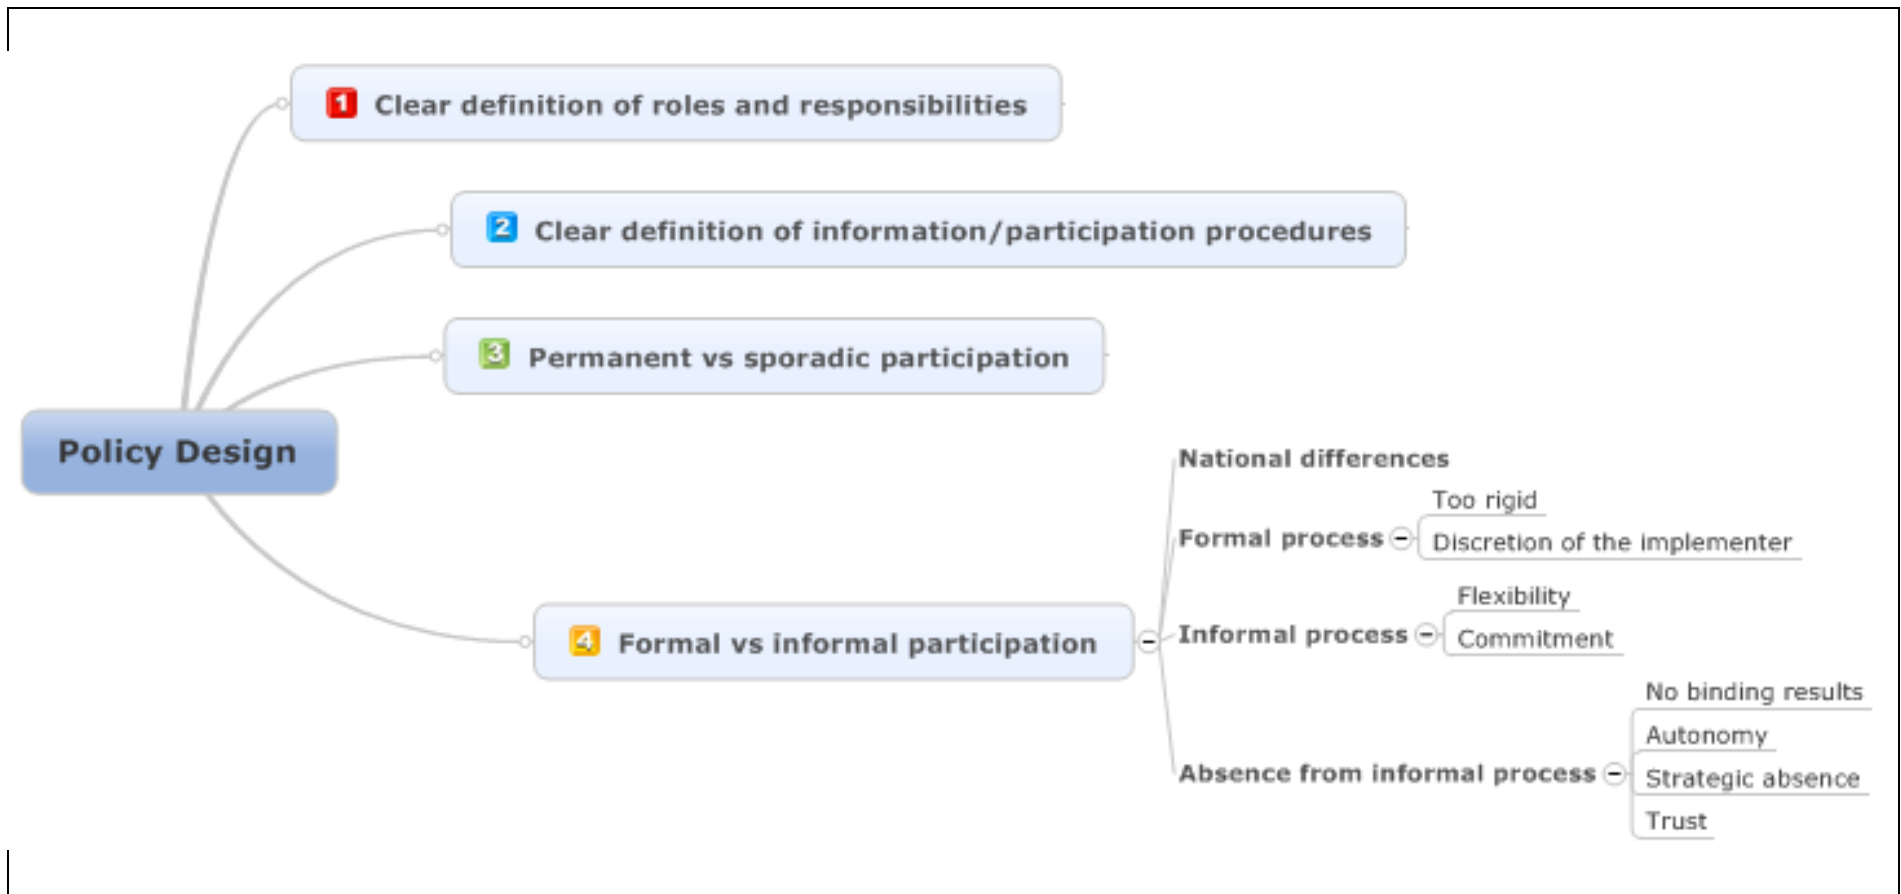 1 Clear definition of roles and responsibilities
2 Clear definition of information/participation procedures
3 Permanent vs sporadic participation
Policy Design
4 Formal vs informal participation
National differences
Formal process
Too rigid
Discretion of the implementer
Informal process
Flexibility
Commitment
Absence from informal process
No binding results
Autonomy
Strategic absence
Trust